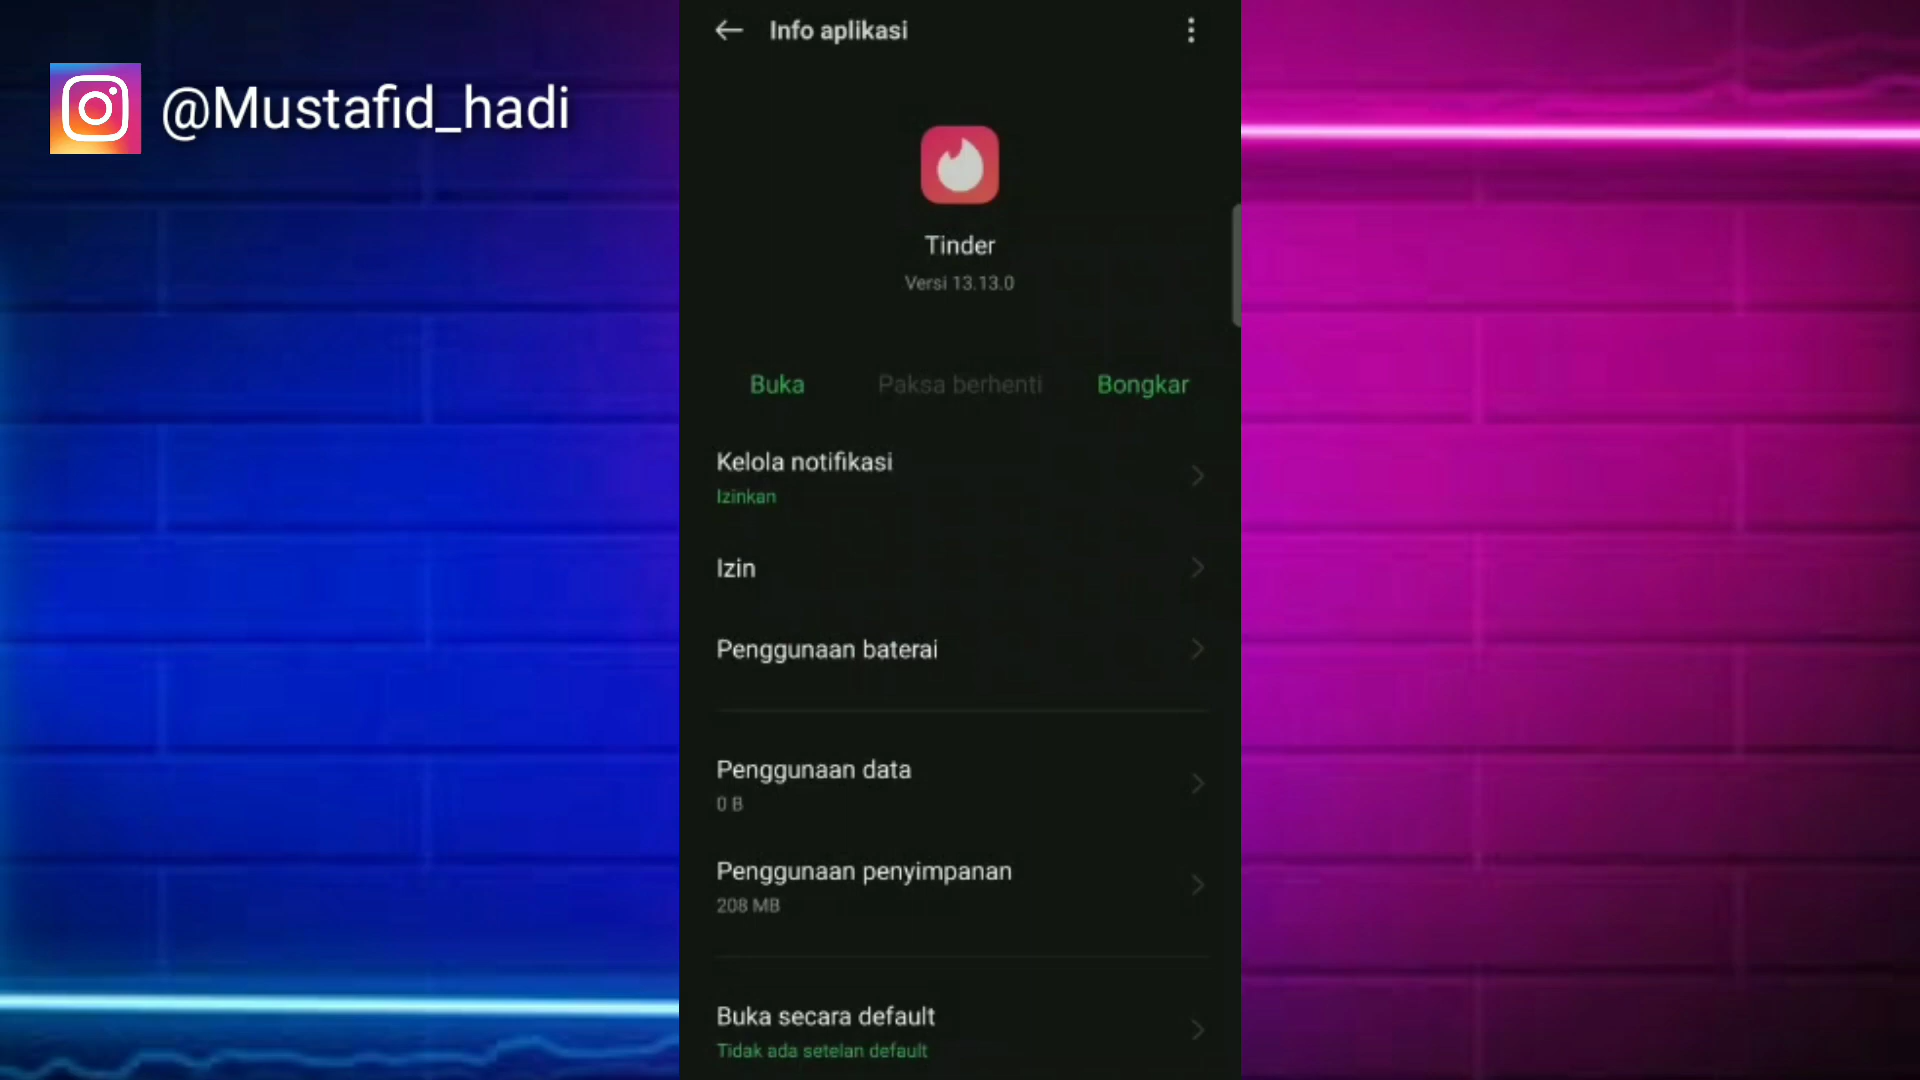 @Mustafid_hadi
Info aplikasi
Tinder
Versi 13.13.0
Buka
Paksa berhenti
Bongkar
Kelola notifikasi
Izinkan
Izin
Penggunaan baterai
Penggunaan data
0 B
Penggunaan penyimpanan
208 MB
Buka secara default
Tidak ada setelan default